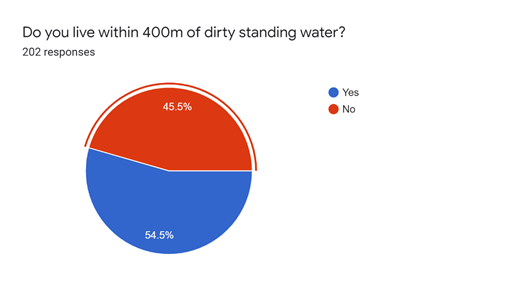 Do you live within 400m of dirty standing water?
202 responses
Yes
No
45.5%
54.5%